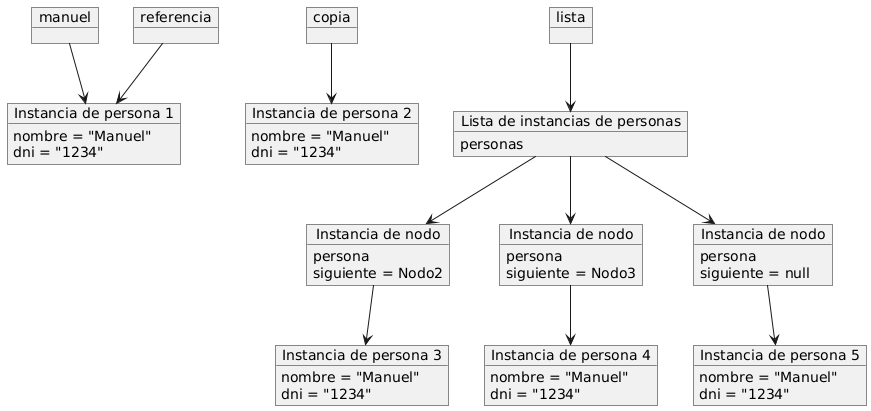 manuel
referencia
copia
lista
Instancia de persona 1
nombre = "Manuel"
dni = "1234"
Instancia de persona 2
nombre = "Manuel"
dni = "1234"
Lista de instancias de personas
personas
Instancia de nodo
persona
siguiente = Nodo2
Instancia de nodo
persona
siguiente = Nodo3
Instancia de nodo
persona
siguiente = null
Instancia de persona 3
nombre = "Manuel"
dni = "1234"
Instancia de persona 4
nombre = "Manuel"
dni = "1234"
Instancia de persona 5
nombre = "Manuel"
dni = "1234"